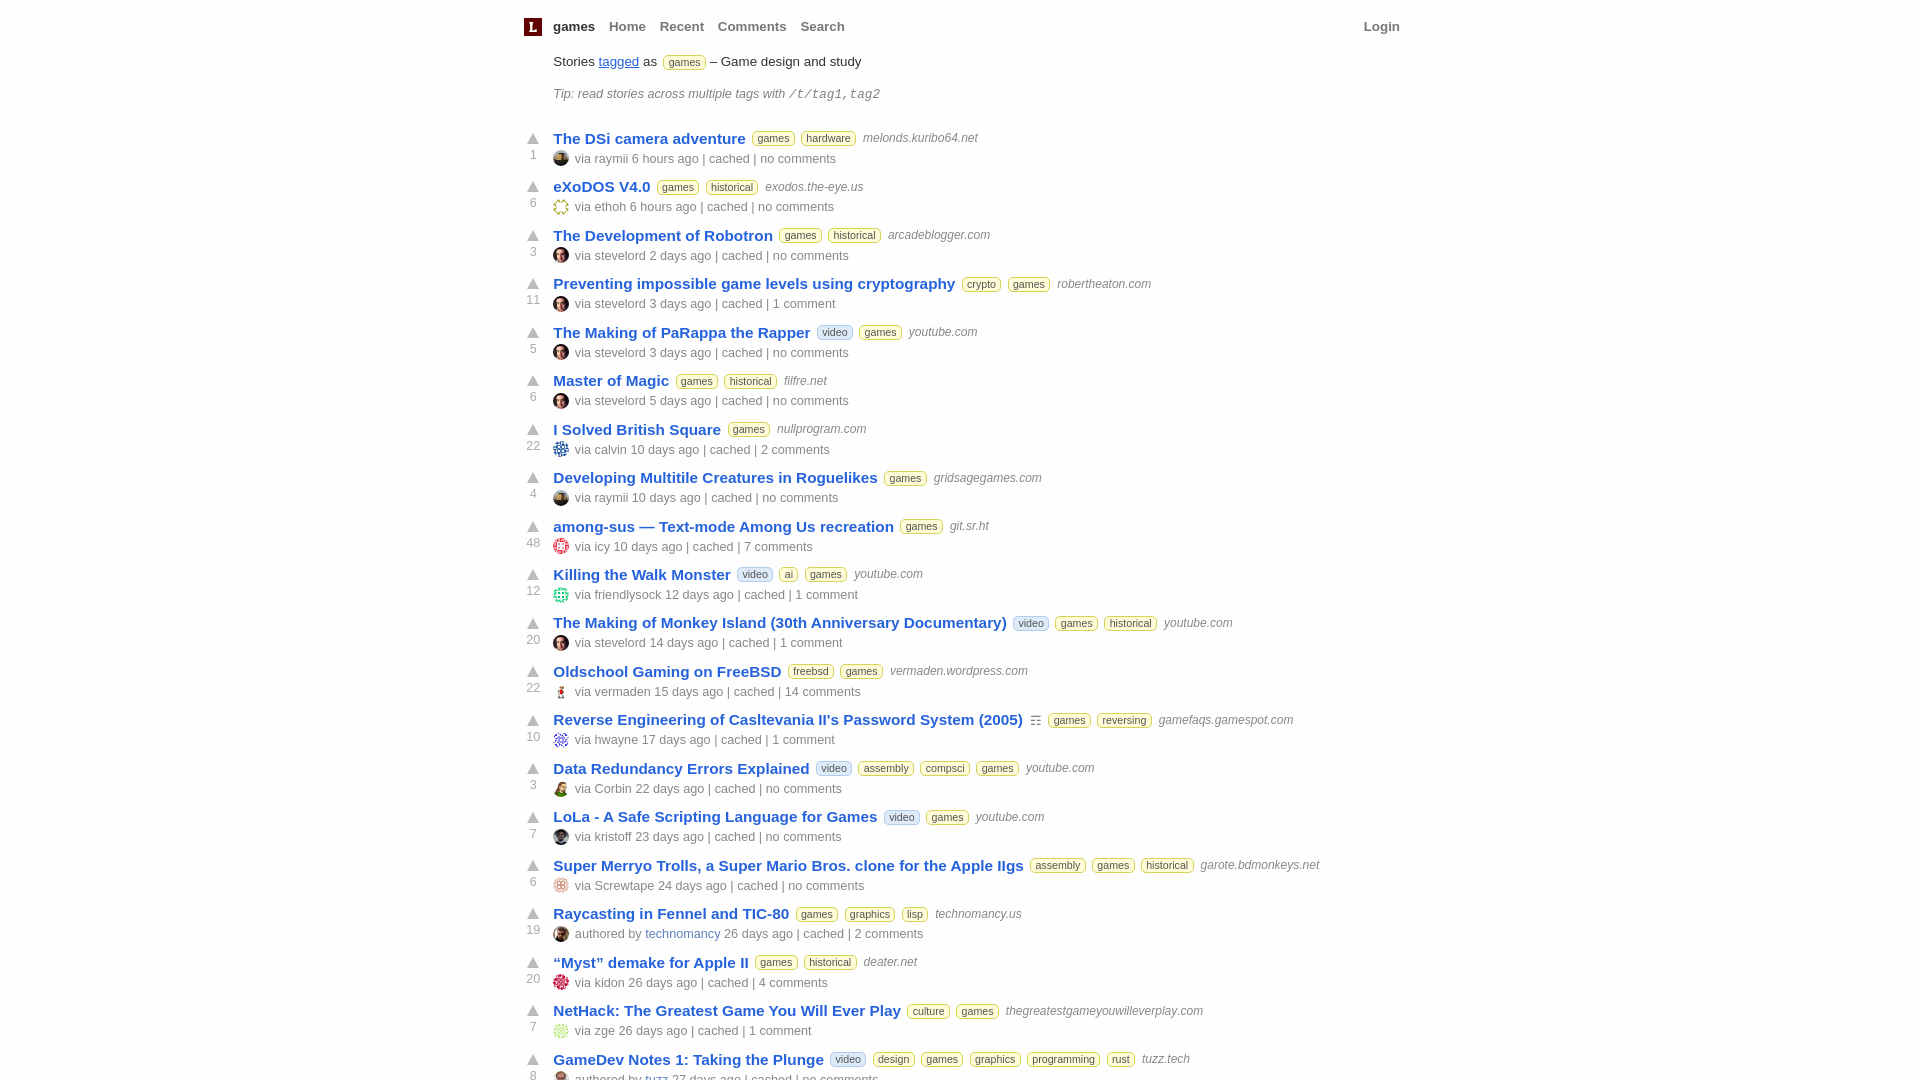 L games Home Recent Comments Search Login
Stories tagged as games – Game design and study
Tip: read stories across multiple tags with /t/tag1,tag2
The DSi camera adventure games hardware melonds.kuribo64.net
1 via raymii 6 hours ago | cached | no comments
eXoDOS V4.0 games historical exodos.the-eye.us
6 via ethoh 6 hours ago | cached | no comments
The Development of Robotron games historical arcadeblogger.com
3 via stevelord 2 days ago | cached | no comments
Preventing impossible game levels using cryptography crypto games robertheaton.com
11 via stevelord 3 days ago | cached | 1 comment
The Making of PaRappa the Rapper video games youtube.com
5 via stevelord 3 days ago | cached | no comments
Master of Magic games historical filfre.net
6 via stevelord 5 days ago | cached | no comments
I Solved British Square games nullprogram.com
22 via calvin 10 days ago | cached | 2 comments
Developing Multitile Creatures in Roguelikes games gridsagegames.com
4 via raymii 10 days ago | cached | no comments
among-sus — Text-mode Among Us recreation games git.sr.ht
48 via icy 10 days ago | cached | 7 comments
Killing the Walk Monster video ai games youtube.com
12 via friendlysock 12 days ago | cached | 1 comment
The Making of Monkey Island (30th Anniversary Documentary) video games historical youtube.com
20 via stevelord 14 days ago | cached | 1 comment
Oldschool Gaming on FreeBSD freebsd games vermaden.wordpress.com
22 via vermaden 15 days ago | cached | 14 comments
Reverse Engineering of Casltevania II's Password System (2005) ☶ games reversing gamefaqs.gamespot.com
10 via hwayne 17 days ago | cached | 1 comment
Data Redundancy Errors Explained video assembly compsci games youtube.com
3 via Corbin 22 days ago | cached | no comments
LoLa - A Safe Scripting Language for Games video games youtube.com
7 via kristoff 23 days ago | cached | no comments
Super Merryo Trolls, a Super Mario Bros. clone for the Apple IIgs assembly games historical garote.bdmonkeys.net
6 via Screwtape 24 days ago | cached | no comments
Raycasting in Fennel and TIC-80 games graphics lisp technomancy.us
19 authored by technomancy 26 days ago | cached | 2 comments
“Myst” demake for Apple II games historical deater.net
20 via kidon 26 days ago | cached | 4 comments
NetHack: The Greatest Game You Will Ever Play culture games thegreatestgameyouwilleverplay.com
7 via zge 26 days ago | cached | 1 comment
GameDev Notes 1: Taking the Plunge video design games graphics programming rust tuzz.tech
8 authored by tuzz 27 days ago | cached | no comments